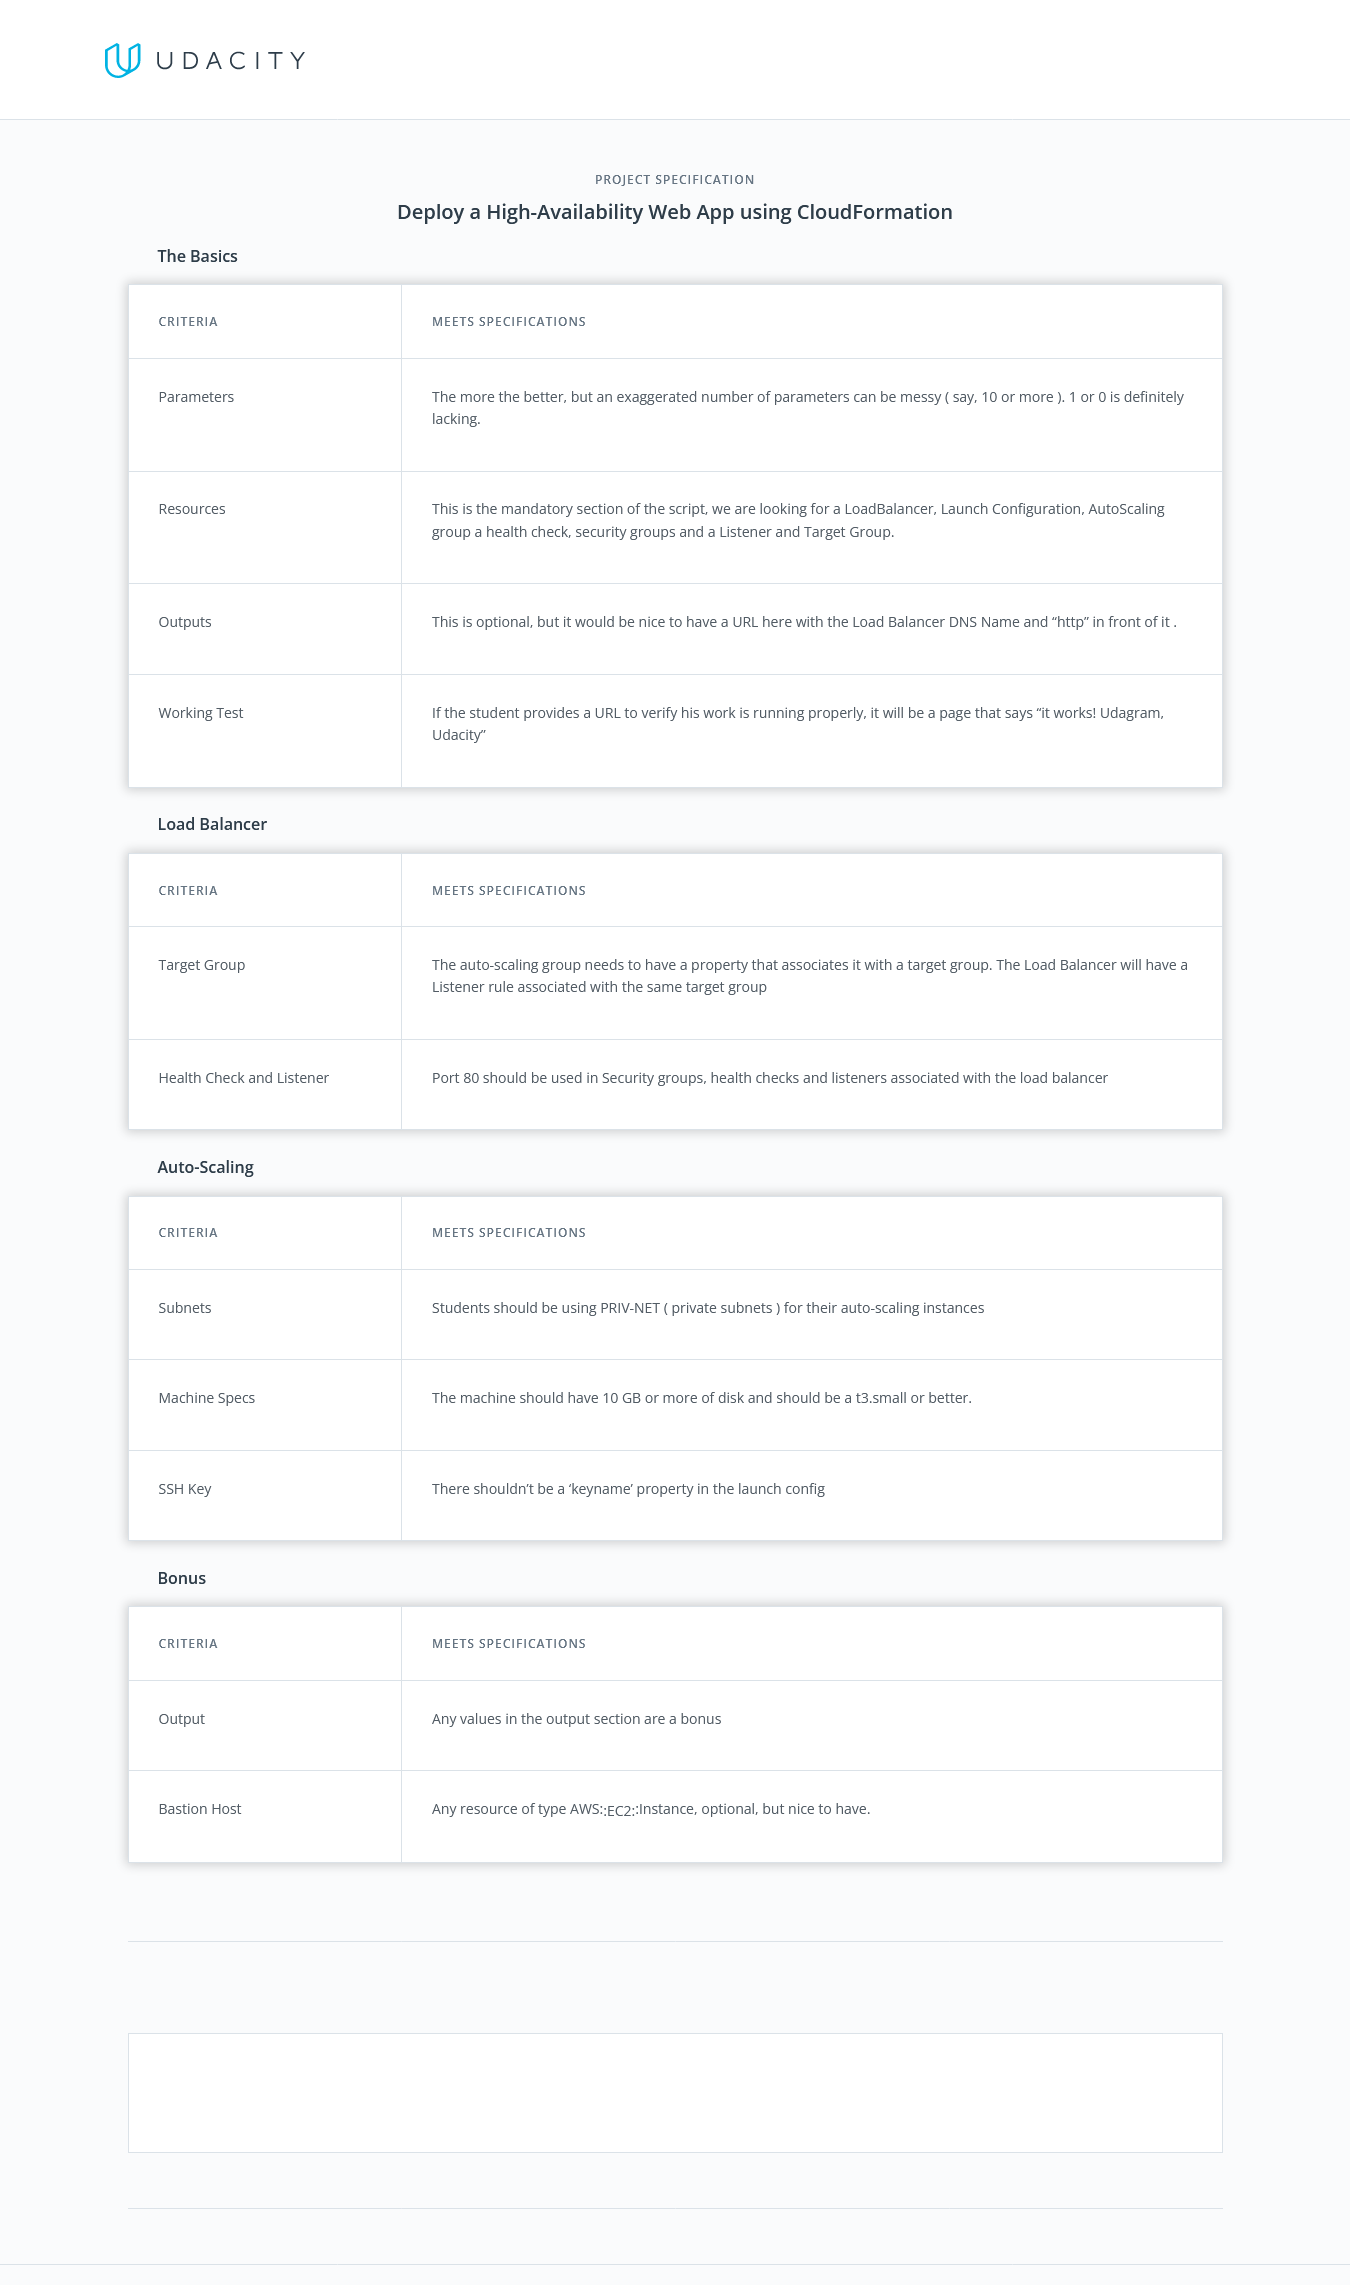 UDACITY
PROJECT SPECIFICATION
Deploy a High-Availability Web App using CloudFormation
The Basics
CRITERIA MEETS SPECIFICATIONS
Parameters The more the better, but an exaggerated number of parameters can be messy ( say, 10 or more ). 1 or 0 is definitely
lacking.
Resources This is the mandatory section of the script, we are looking for a LoadBalancer, Launch Configuration, AutoScaling
group a health check, security groups and a Listener and Target Group.
Outputs This is optional, but it would be nice to have a URL here with the Load Balancer DNS Name and “http” in front of it .
Working Test If the student provides a URL to verify his work is running properly, it will be a page that says “it works! Udagram,
Udacity”
Load Balancer
CRITERIA MEETS SPECIFICATIONS
Target Group The auto-scaling group needs to have a property that associates it with a target group. The Load Balancer will have a
Listener rule associated with the same target group
Health Check and Listener Port 80 should be used in Security groups, health checks and listeners associated with the load balancer
Auto-Scaling
CRITERIA MEETS SPECIFICATIONS
Subnets Students should be using PRIV-NET ( private subnets ) for their auto-scaling instances
Machine Specs The machine should have 10 GB or more of disk and should be a t3.small or better.
SSH Key There shouldn’t be a ‘keyname’ property in the launch config
Bonus
CRITERIA MEETS SPECIFICATIONS
Output Any values in the output section are a bonus
Bastion Host Any resource of type AWS::EC2::Instance, optional, but nice to have.